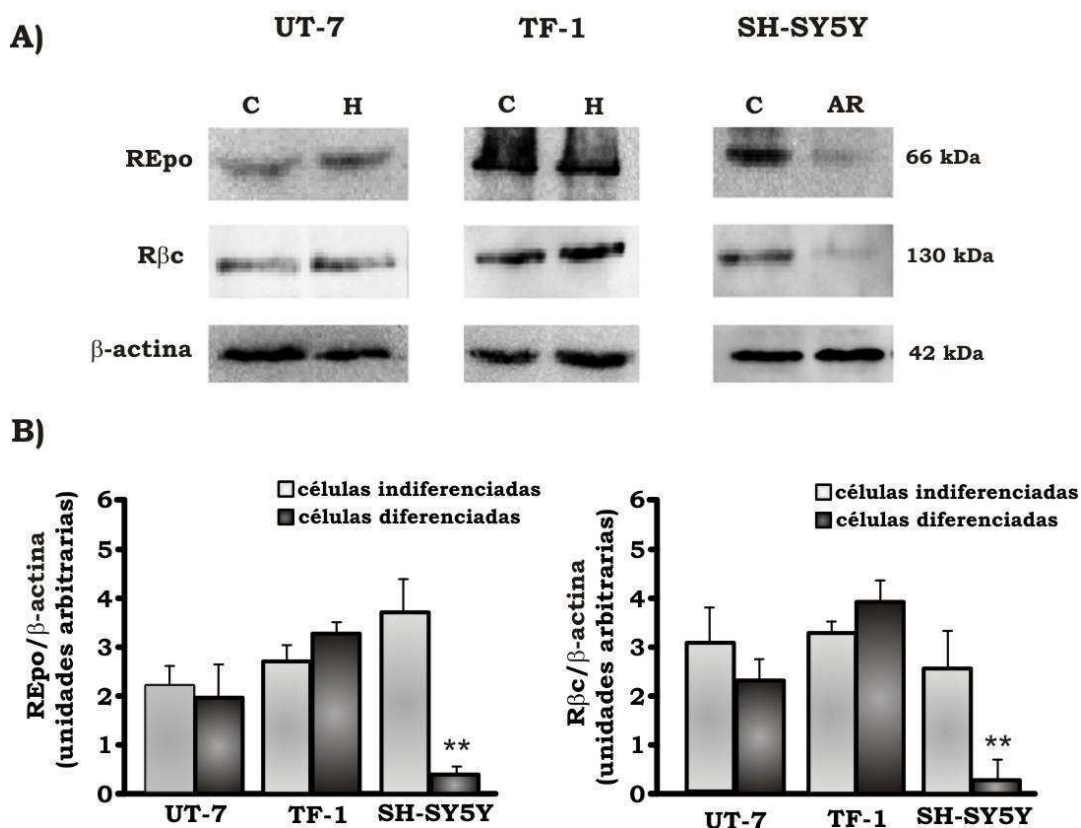 A)
UT-7 TF-1 SH-SY5Y
C H C H C AR
REpo 66 kDa
Rβc 130 kDa
β-actina 42 kDa
B)
células indiferenciadas
células diferenciadas
REpo/β-actina
(unidades arbitrarias)
6
5
4
3
2
1
0
**
UT-7 TF-1 SH-SY5Y
células indiferenciadas
células diferenciadas
Rβc/β-actina
(unidades arbitrarias)
6
5
4
3
2
1
0
**
UT-7 TF-1 SH-SY5Y